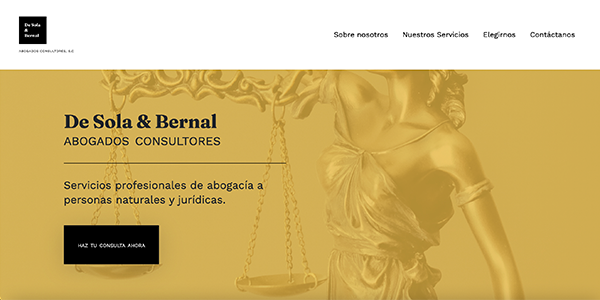 De Sola
&
Bernal
ABOGADOS CONSULTORES, S.C.
Sobre nosotros Nuestros Servicios Elegirnos Contáctanos
De Sola & Bernal
ABOGADOS CONSULTORES
Servicios profesionales de abogacía a
personas naturales y jurídicas.
HAZ TU CONSULTA AHORA